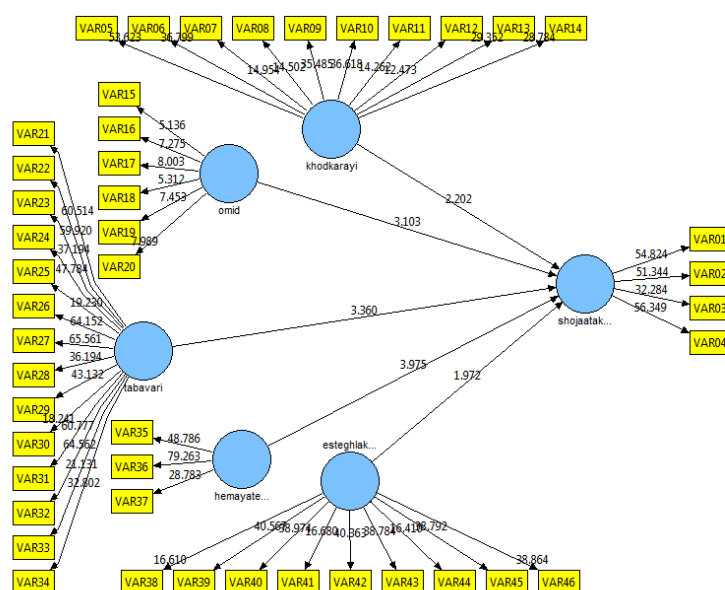 VAR05 VAR06 VAR07 VAR08 VAR09 VAR10 VAR11 VAR12 VAR13 VAR14
53.623 36.799 14.954 14.502 35.485 36.618 14.262 12.473 29.352 28.784
khodkarayi
VAR15
VAR16
VAR17
VAR18
VAR19
VAR20
5.136
7.275
8.003
5.312
7.453
7.989
omid
VAR21
VAR22
VAR23
VAR24
VAR25
VAR26
VAR27
VAR28
VAR29
VAR30
VAR31
VAR32
VAR33
VAR34
60.514
59.920
37.194
47.784
19.230
64.152
65.561
36.194
43.132
18.241
60.777
64.562
21.131
32.802
tabavari
2.202
3.103
3.360
3.975
1.972
shojaatak...
54.824
51.344
32.284
56.349
VAR01
VAR02
VAR03
VAR04
VAR35
VAR36
VAR37
48.786
79.263
28.783
hemayate...
esteghlak...
16.610 40.567 38.974 16.680 40.363 38.784 16.410 38.864
VAR38 VAR39 VAR40 VAR41 VAR42 VAR43 VAR44 VAR45 VAR46